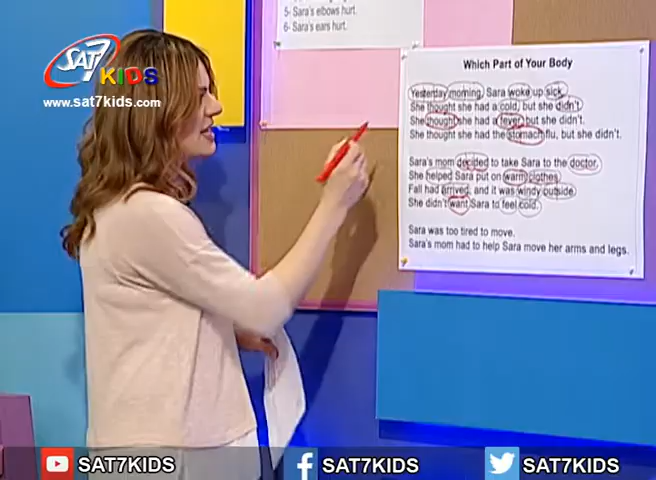 5- Sara's elbows hurt.
6- Sara's ears hurt.
SAT7
KIDS
www.sat7kids.com
Which Part of Your Body
Yesterday morning, Sara woke up sick.
She thought she had a cold, but she didn't.
She thought she had a fever but she didn't.
She thought she had the stomach flu, but she didn't.
Sara's mom decided to take Sara to the doctor.
She helped Sara put on warm clothes.
Fall had arrived, and it was windy outside.
She didn't want Sara to feel cold.
Sara was too tired to move.
Sara's mom had to help Sara move her arms and legs.
SAT7KIDS
SAT7KIDS
SAT7KIDS